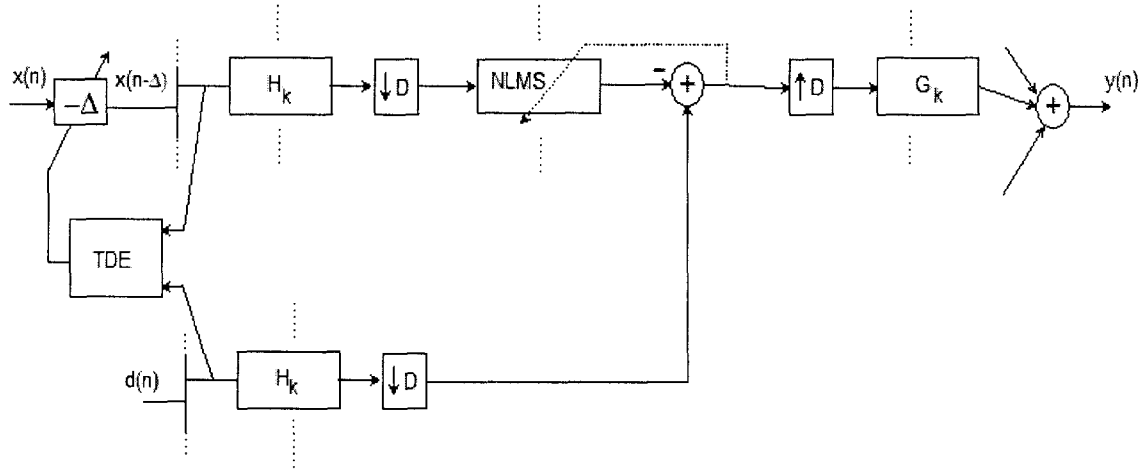 x(n)
x(n-Δ)
-Δ
H_k
↓D
NLMS
-
+
↑D
G_k
+
y(n)
TDE
d(n)
H_k
↓D